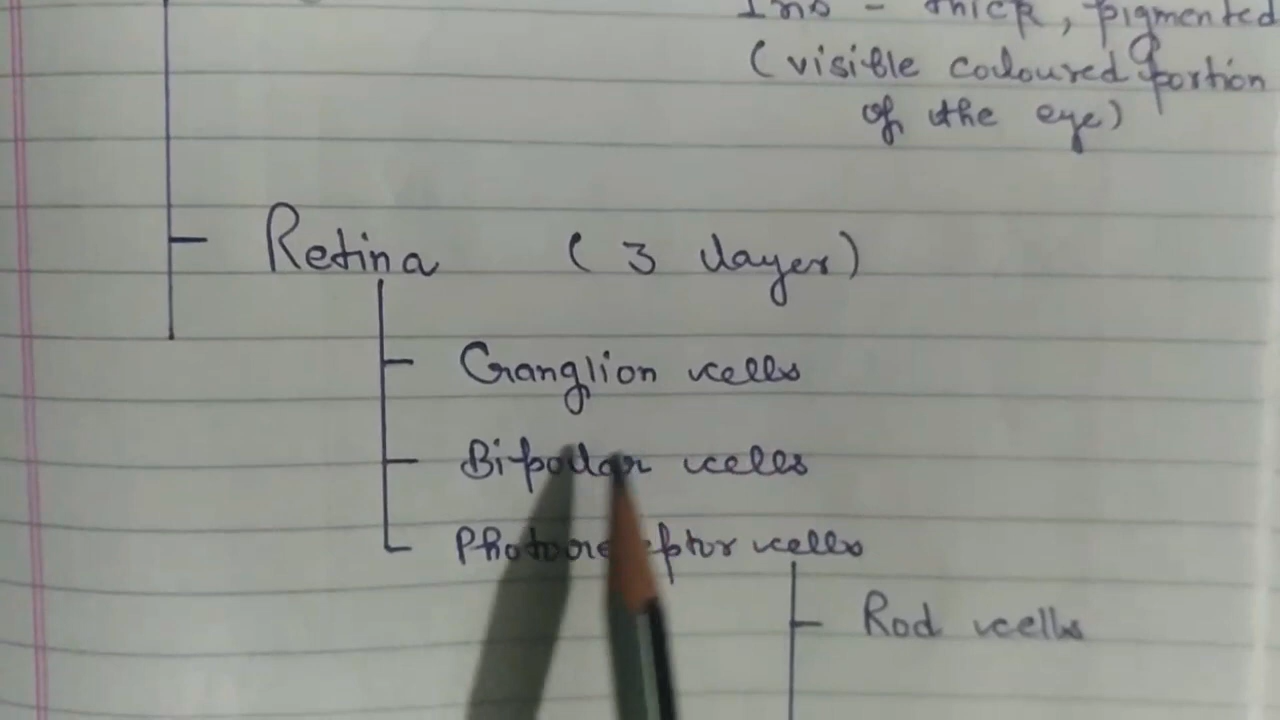 Iris - thick, pigmented
(visible coloured portion
of the eye)
Retina (3 layer)
Ganglion cells
Bipolar cells
Photoreceptor cells
Rod cells